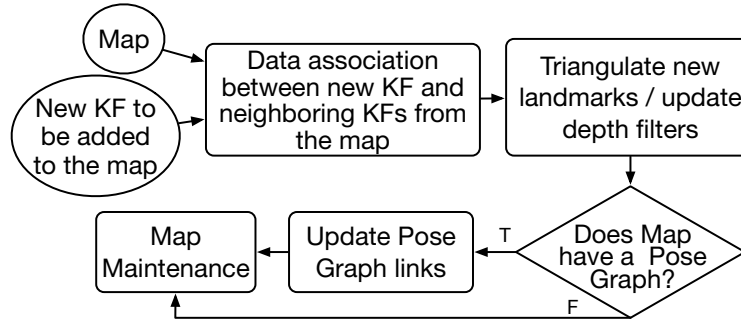 Map
New KF to
be added
to the map
Data association
between new KF and
neighboring KFs from
the map
Triangulate new
landmarks / update
depth filters
Does Map
have a Pose
Graph?
T
F
Update Pose
Graph links
Map
Maintenance